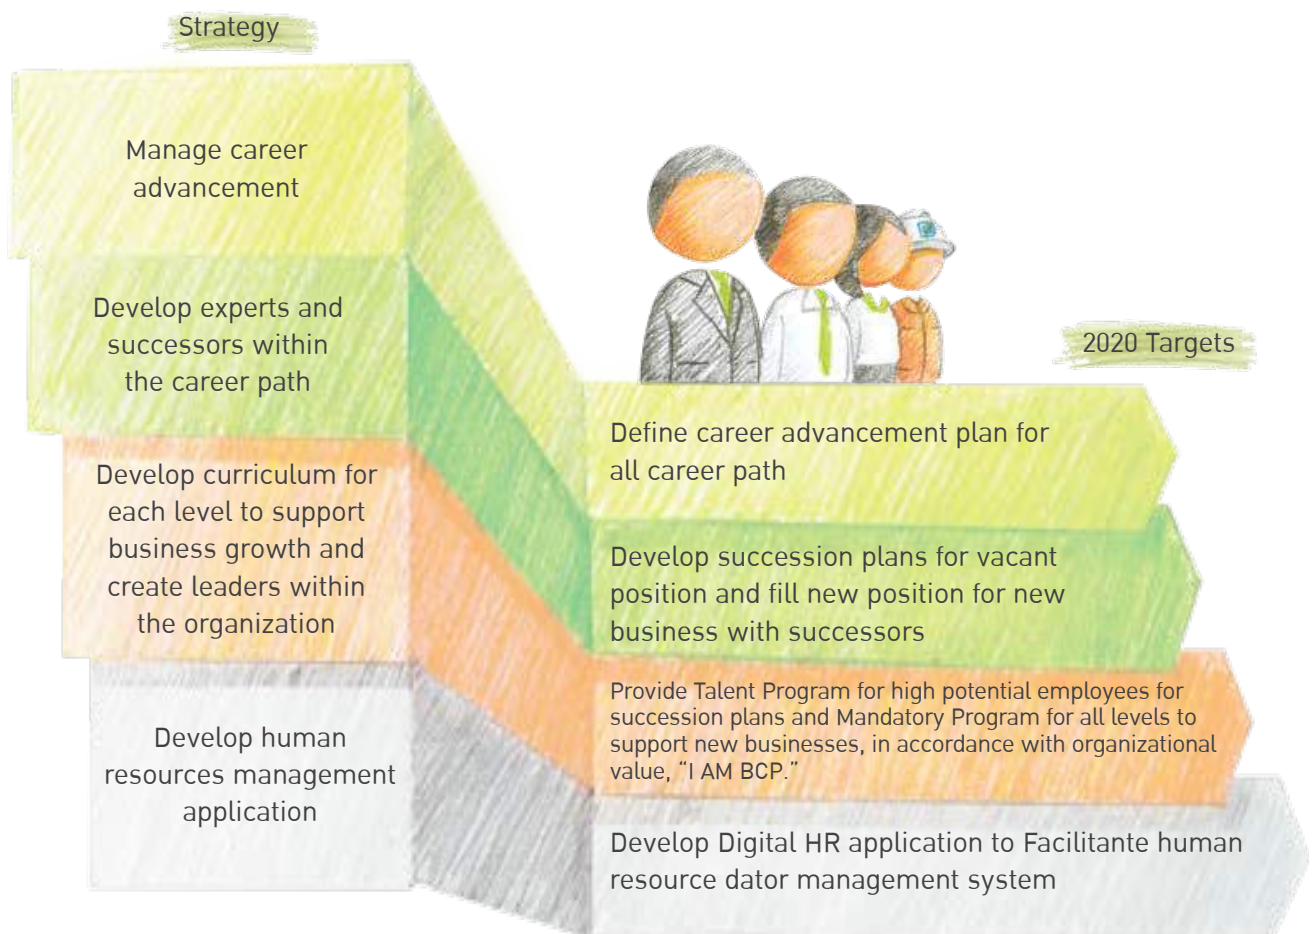 Strategy
Manage career
advancement
Develop experts and
successors within
the career path
Develop curriculum for
each level to support
business growth and
create leaders within
the organization
Develop human
resources management
application
2020 Targets
Define career advancement plan for
all career path
Develop succession plans for vacant
position and fill new position for new
business with successors
Provide Talent Program for high potential employees for
succession plans and Mandatory Program for all levels to
support new businesses, in accordance with organizational
value, “I AM BCP.”
Develop Digital HR application to Facilitante human
resource dator management system